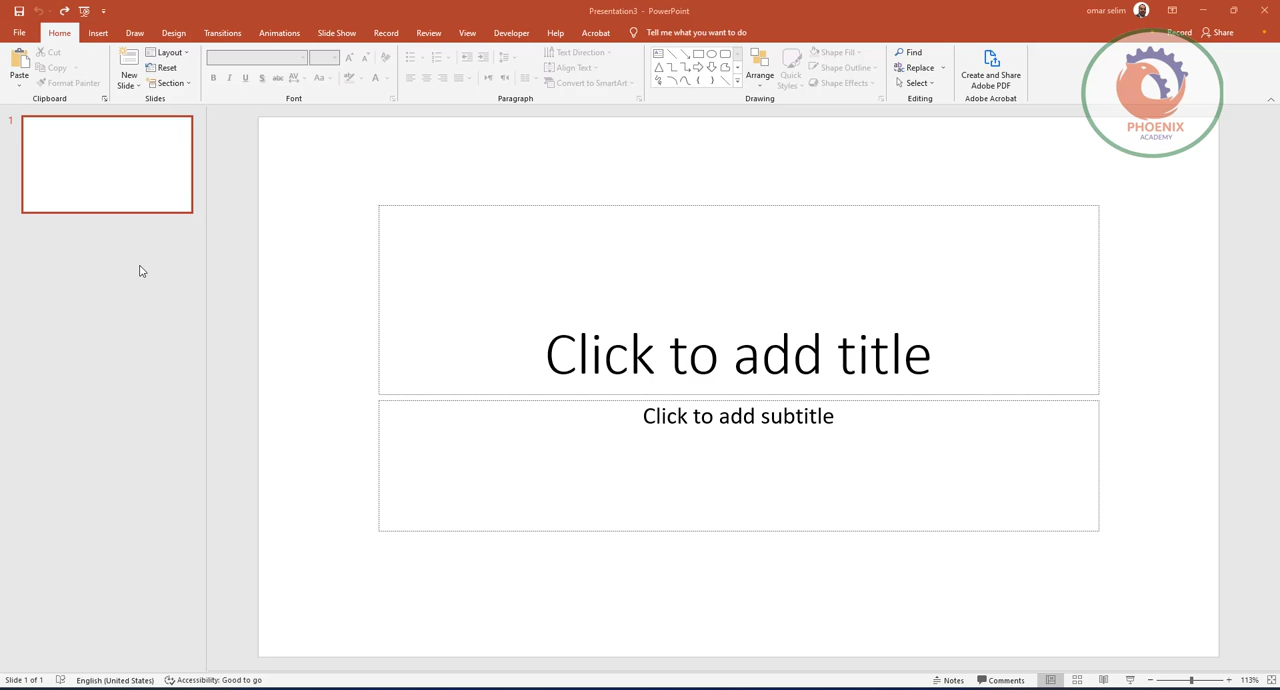 Presentation3 - PowerPoint
omar selim
File Home Insert Draw Design Transitions Animations Slide Show Record Review View Developer Help Acrobat Tell me what you want to do
Record Share
Paste
Cut
Copy
Format Painter
Clipboard
New
Slide
Layout
Reset
Section
Slides
B I U S abc AV Aa A
Font
Text Direction
Align Text
Convert to SmartArt
Paragraph
Arrange
Quick
Styles
Shape Fill
Shape Outline
Shape Effects
Drawing
Find
Replace
Select
Editing
Create and Share
Adobe PDF
Adobe Acrobat
PHOENIX
ACADEMY
1
Click to add title
Click to add subtitle
Slide 1 of 1 English (United States) Accessibility: Good to go Notes Comments 113%